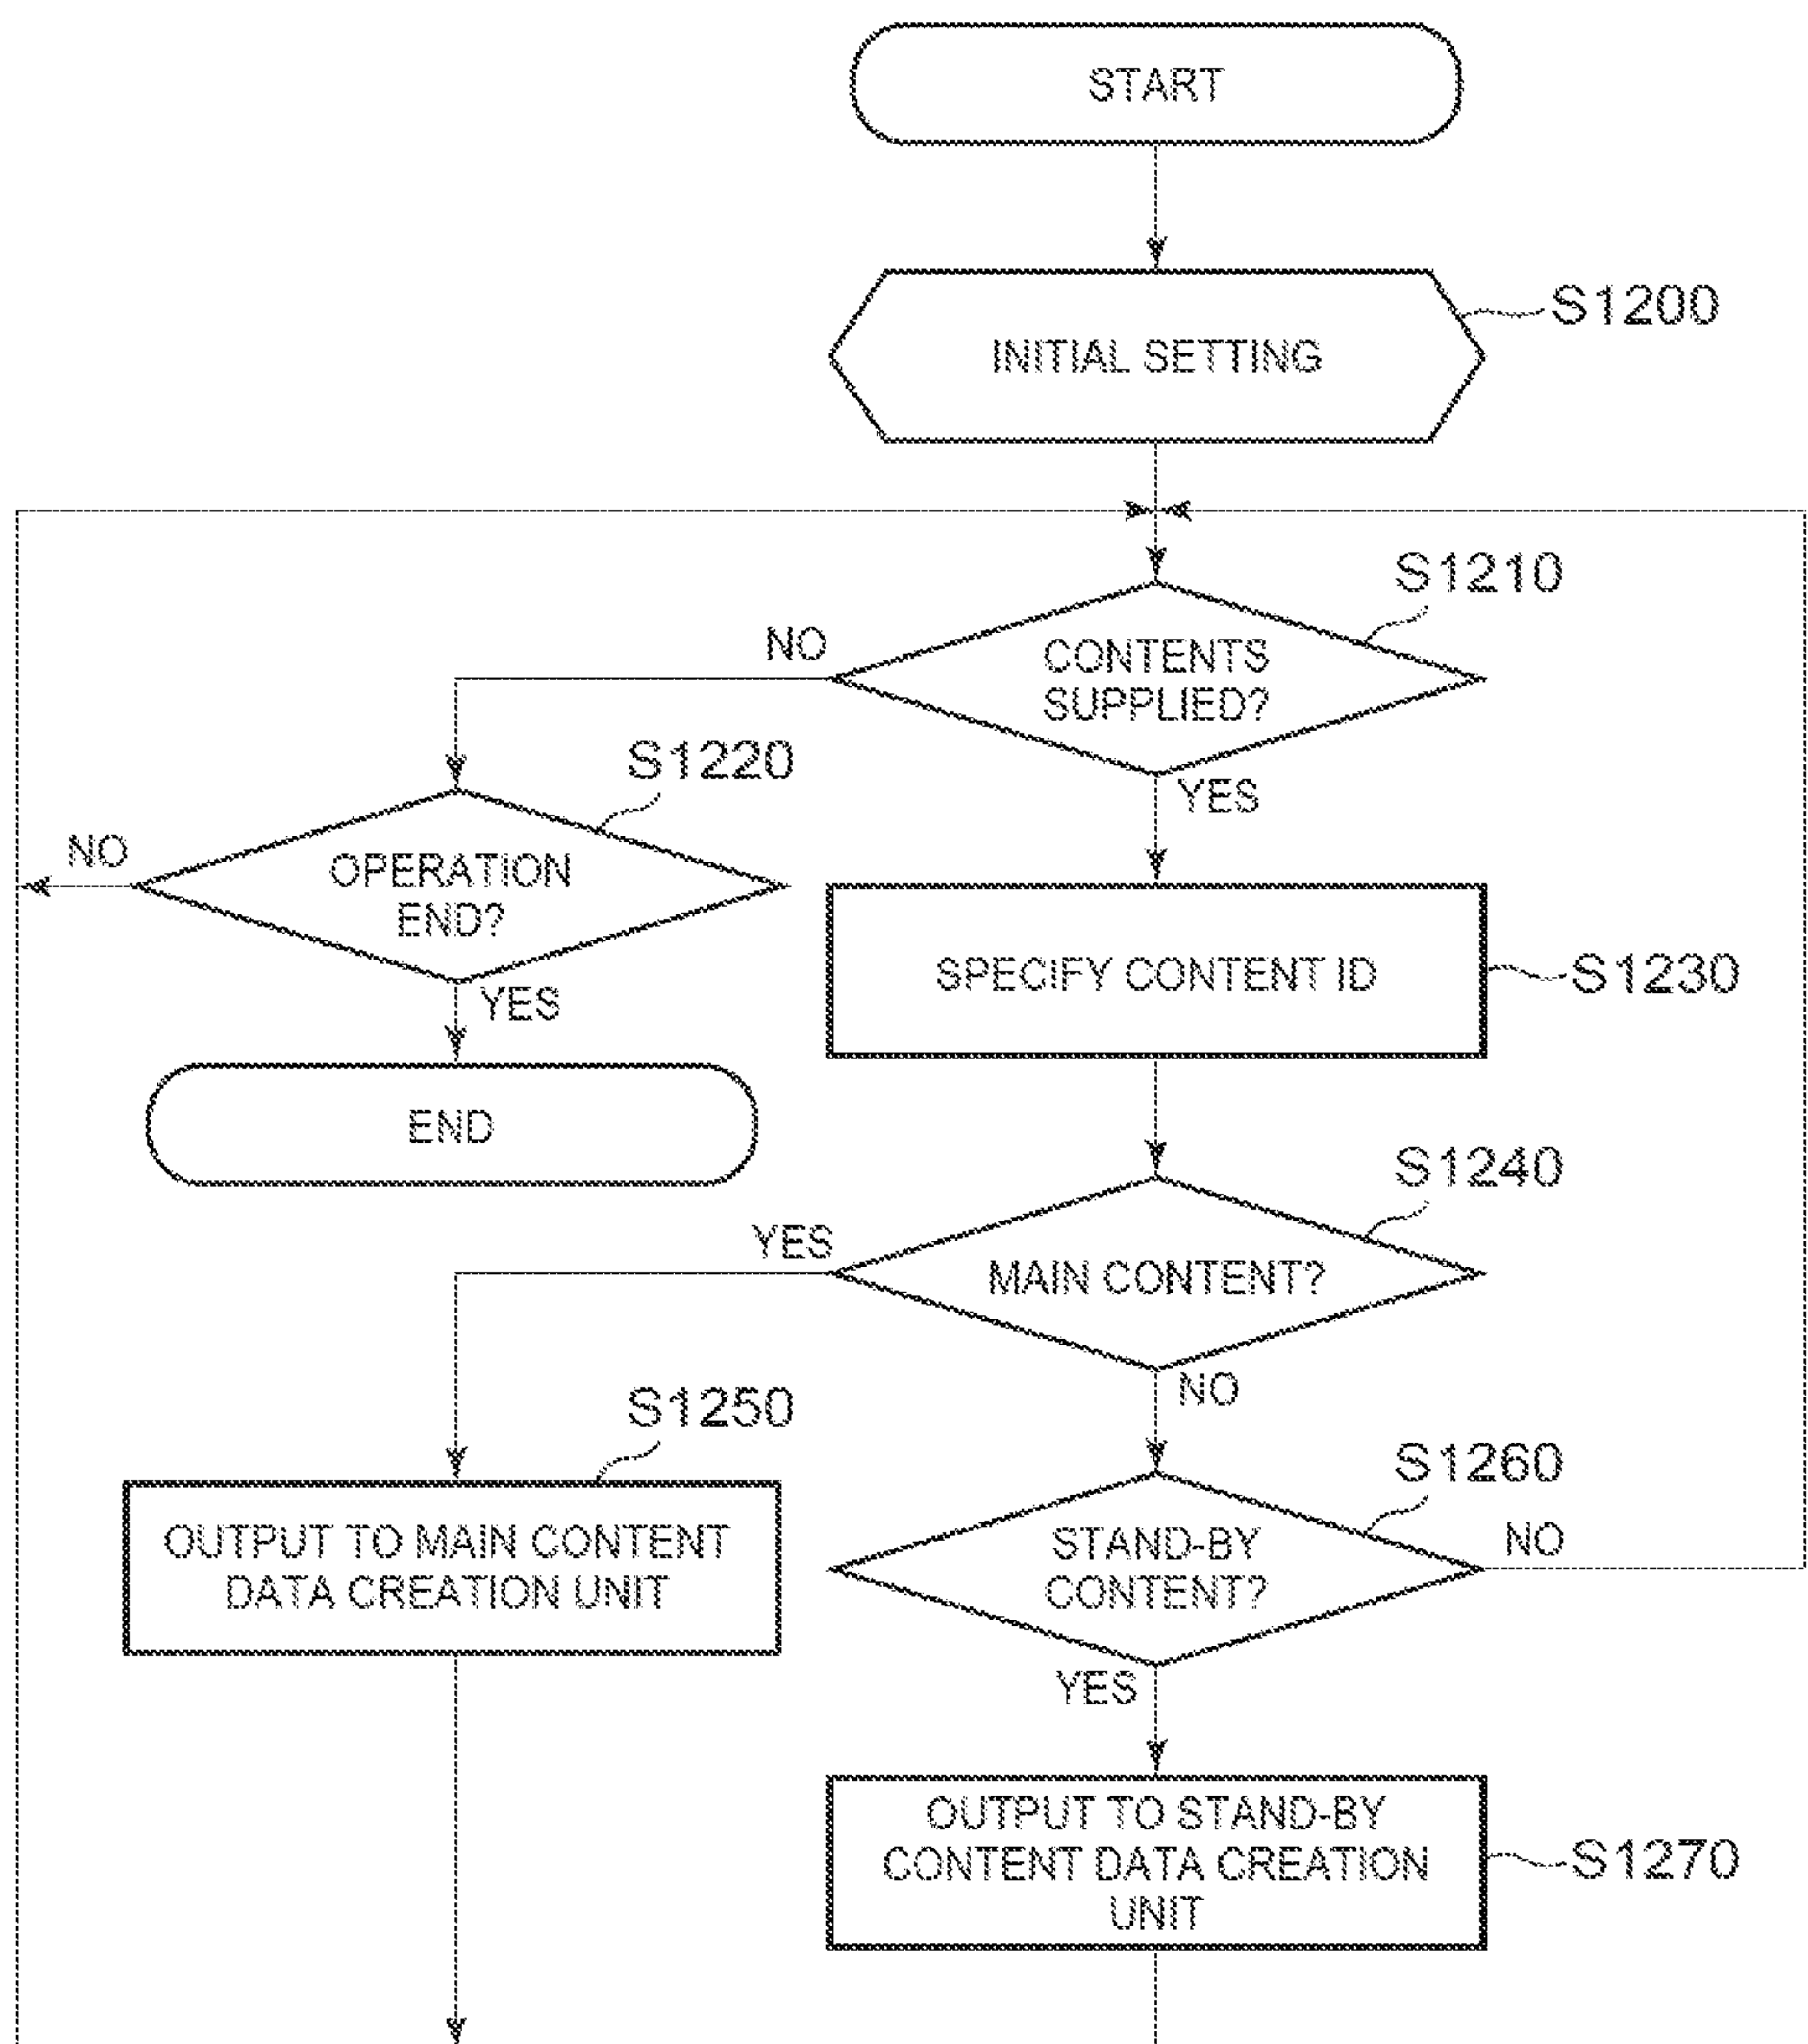 START
INITIAL SETTING
S1200
S1210
NO
CONTENTS
SUPPLIED?
YES
S1220
NO
OPERATION
END?
YES
SPECIFY CONTENT ID
S1230
END
S1240
YES
MAIN CONTENT?
NO
S1250
OUTPUT TO MAIN CONTENT
DATA CREATION UNIT
S1260
STAND-BY
CONTENT?
NO
YES
OUTPUT TO STAND-BY
CONTENT DATA CREATION
UNIT
S1270